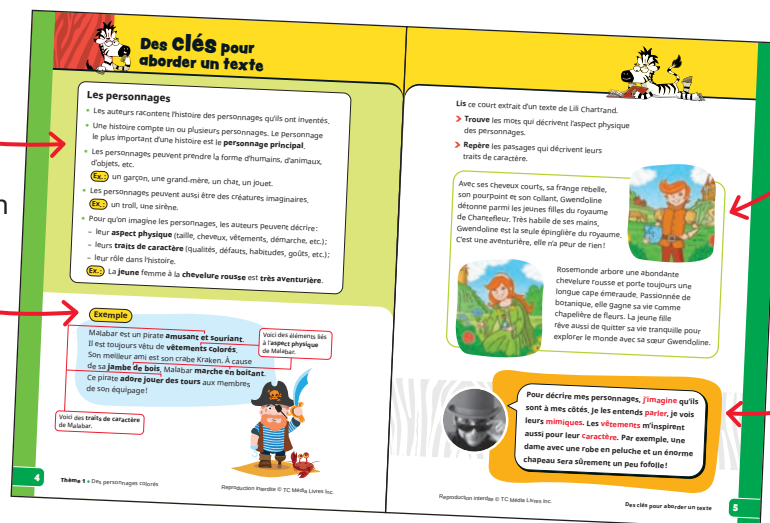 Des clés pour
aborder un texte
Les personnages
• Les auteurs racontent l'histoire des personnages qu'ils ont inventés.
• Une histoire compte un ou plusieurs personnages. Le personnage
le plus important d'une histoire est le personnage principal.
• Les personnages peuvent prendre la forme d'humains, d'animaux,
d'objets, etc.
Ex.: un garçon, une grand-mère, un chat, un jouet.
• Les personnages peuvent aussi être des créatures imaginaires.
Ex.: un troll, une sirène.
• Pour qu'on imagine les personnages, les auteurs peuvent décrire :
– leur aspect physique (taille, cheveux, vêtements, démarche, etc.);
– leurs traits de caractère (qualités, défauts, habitudes, goûts, etc.);
– leur rôle dans l'histoire.
Ex.: La jeune femme à la chevelure rousse est très aventurière.
n
Exemple
Malabar est un pirate amusant et souriant.
Il est toujours vêtu de vêtements colorés.
Son meilleur ami est son crabe Kraken. À cause
de sa jambe de bois, Malabar marche en boitant.
Ce pirate adore jouer des tours aux membres
de son équipage!
Voici des éléments liés
à l'aspect physique
de Malabar.
Voici des traits de caractère
de Malabar.
4
Thème 1 • Des personnages colorés
Reproduction interdite © TC Média Livres Inc.
Lis ce court extrait d'un texte de Lili Chartrand.
> Trouve les mots qui décrivent l'aspect physique
des personnages.
> Repère les passages qui décrivent leurs
traits de caractère.
Avec ses cheveux courts, sa frange rebelle,
son pourpoint et son collant, Gwendoline
détonne parmi les jeunes filles du royaume
de Chantefleur. Très habile de ses mains,
Gwendoline est la seule épinglière du royaume.
C'est une aventurière, elle n'a peur de rien!
Rosemonde arbore une abondante
chevelure rousse et porte toujours une
longue cape émeraude. Passionnée de
botanique, elle gagne sa vie comme
chapelière de fleurs. La jeune fille
rêve aussi de quitter sa vie tranquille pour
explorer le monde avec sa sœur Gwendoline.
Pour décrire mes personnages, j'imagine qu'ils
sont à mes côtés. Je les entends parler, je vois
leurs mimiques. Les vêtements m'inspirent
aussi pour leur caractère. Par exemple, une
dame avec une robe en peluche et un énorme
chapeau sera sûrement un peu fofolle!
Reproduction interdite © TC Média Livres Inc.
Des clés pour aborder un texte
5